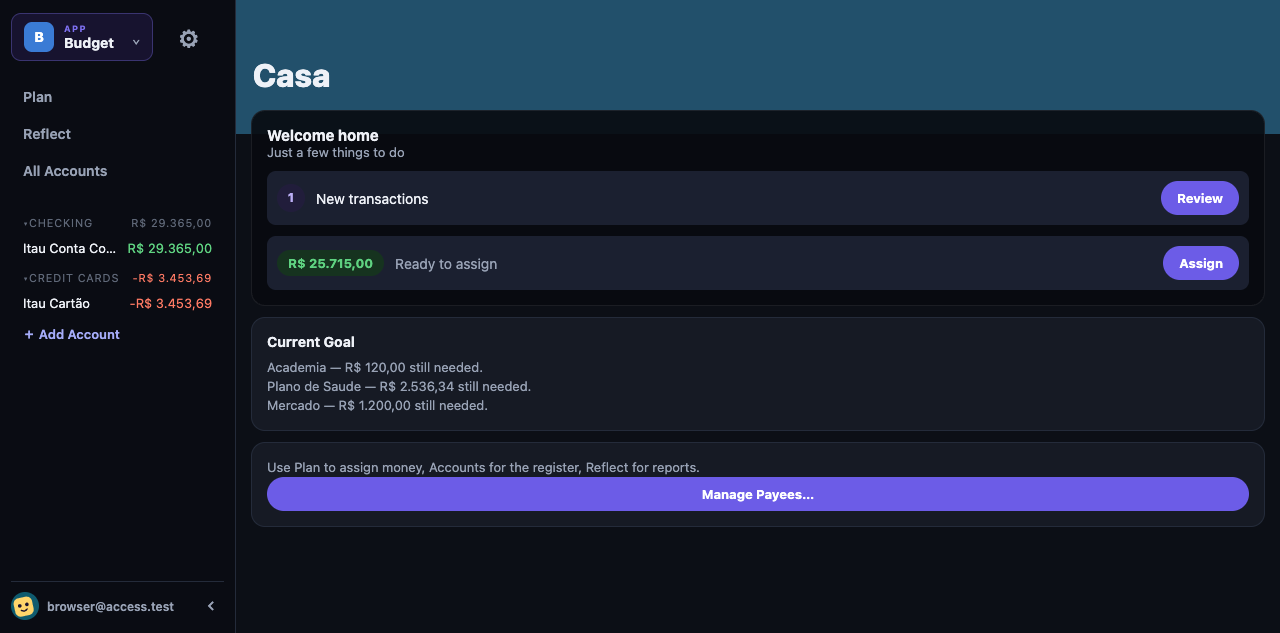 B
APP
Budget
Plan
Reflect
All Accounts
CHECKING R$ 29.365,00
Itau Conta Co... R$ 29.365,00
CREDIT CARDS -R$ 3.453,69
Itau Cartão -R$ 3.453,69
+ Add Account
browser@access.test
Casa
Welcome home
Just a few things to do
1 New transactions Review
R$ 25.715,00 Ready to assign Assign
Current Goal
Academia — R$ 120,00 still needed.
Plano de Saude — R$ 2.536,34 still needed.
Mercado — R$ 1.200,00 still needed.
Use Plan to assign money, Accounts for the register, Reflect for reports.
Manage Payees...